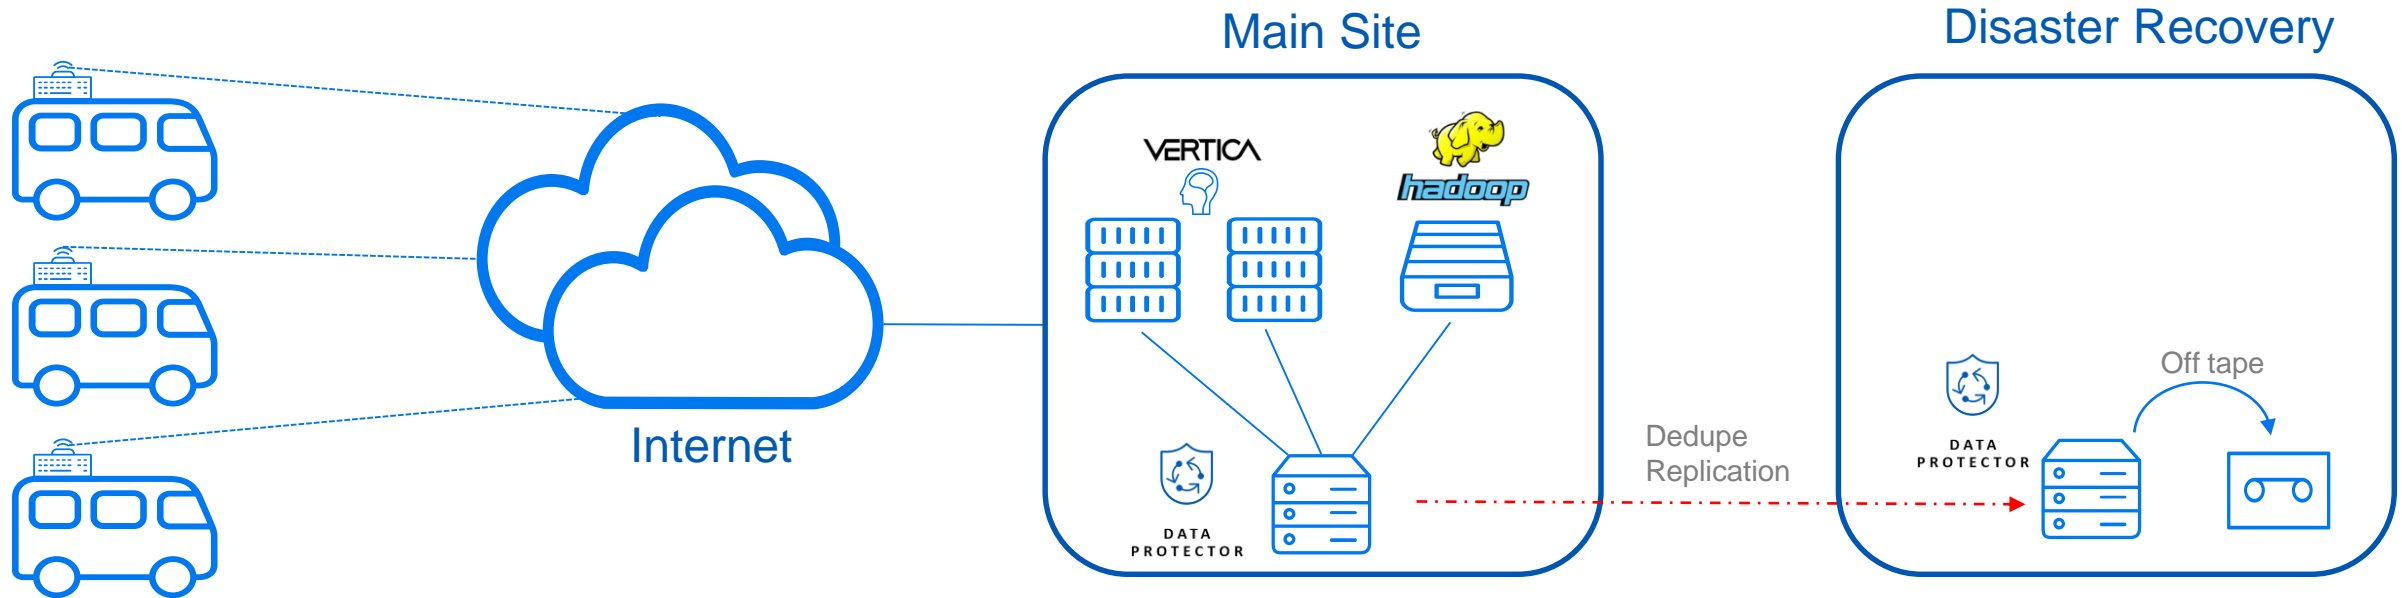 Main Site
Disaster Recovery
VERTICA
hadoop
Internet
Off tape
Dedupe
Replication
DATA
PROTECTOR
DATA
PROTECTOR